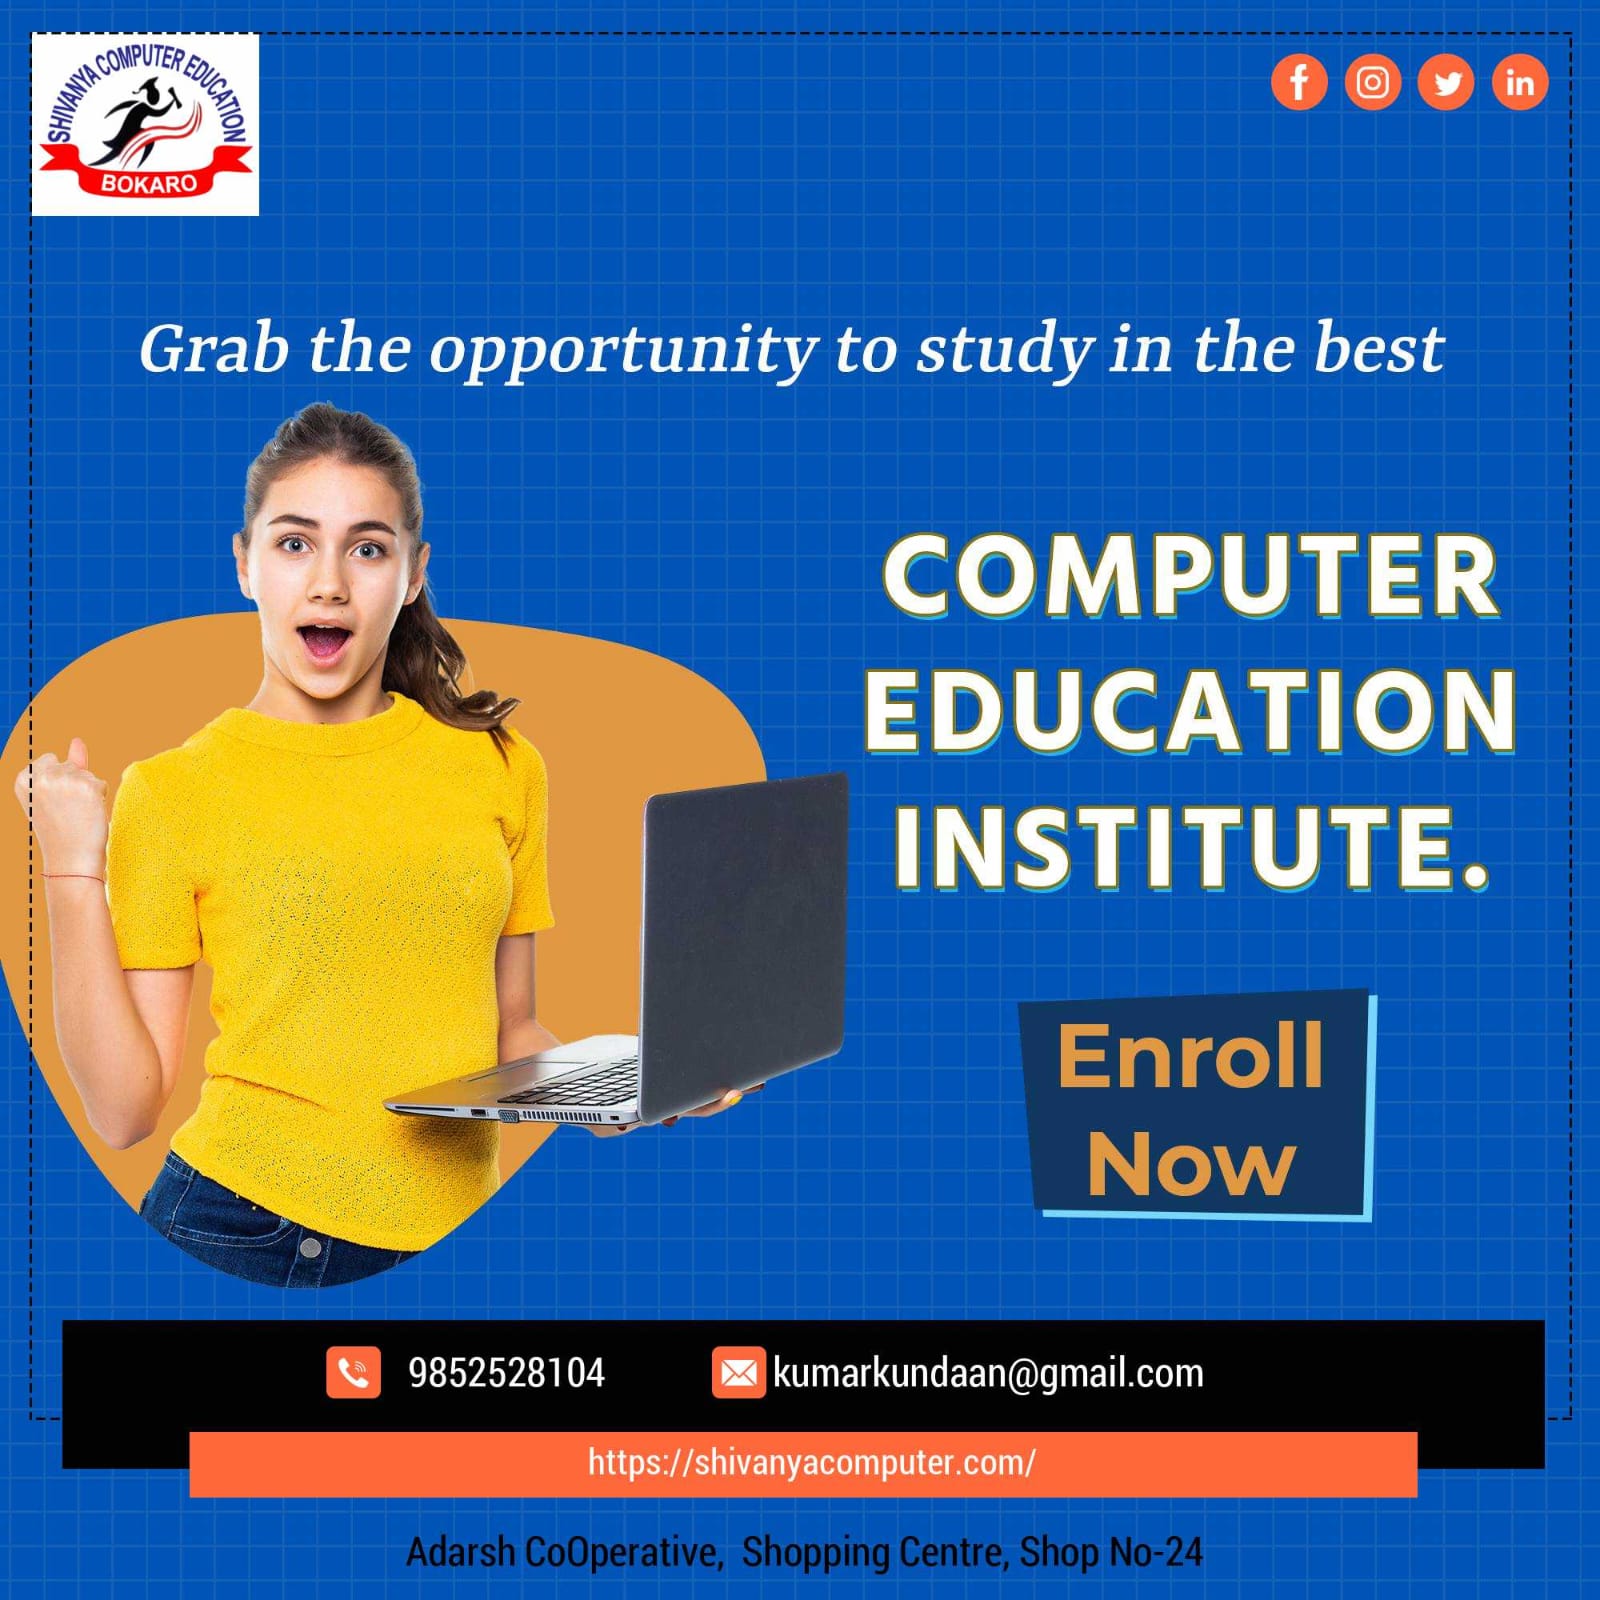 SHIVANYA COMPUTER EDUCATION
BOKARO
Grab the opportunity to study in the best
COMPUTER
EDUCATION
INSTITUTE.
Enroll
Now
9852528104
kumarkundaan@gmail.com
https://shivanyacomputer.com/
Adarsh CoOperative, Shopping Centre, Shop No-24